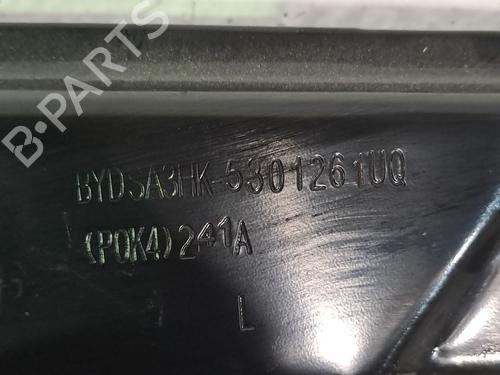 B-PARTS
BYDSA3HK-5301261UQ
(POK4)241A
L